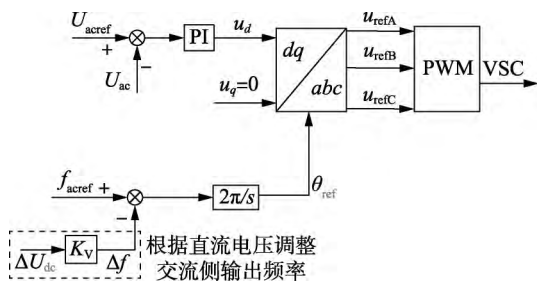 U_acref
+
−
U_ac
PI
u_d
u_q=0
dq
abc
u_refA
u_refB
u_refC
PWM
VSC
f_acref
+
−
2π/s
θ_ref
ΔU_dc
K_V
Δf
根据直流电压调整
交流侧输出频率